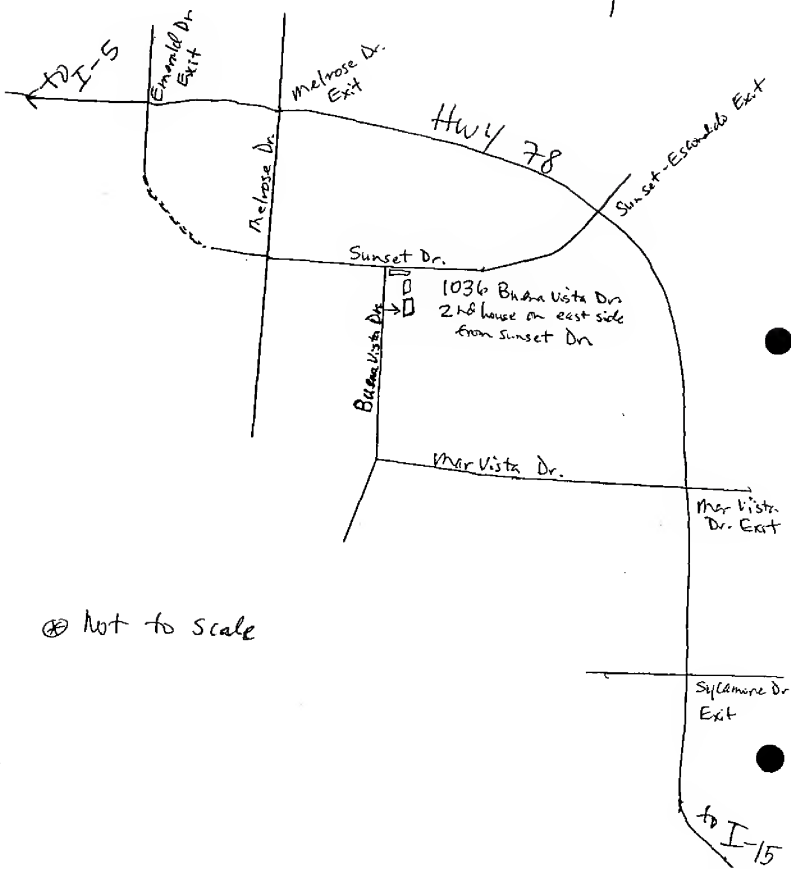 to I-5
Emerald Dr
Exit
Melrose Dr.
Exit
HWY 78
Sunset-Escondido Exit
Melrose Dr.
Sunset Dr.
1036 Buena Vista Dr
2nd house on east side
from Sunset Dr
Buena Vista Dr
Mar Vista Dr.
Mar Vista
Dr. Exit
⊛ Not to scale
Sycamore Dr
Exit
to I-15